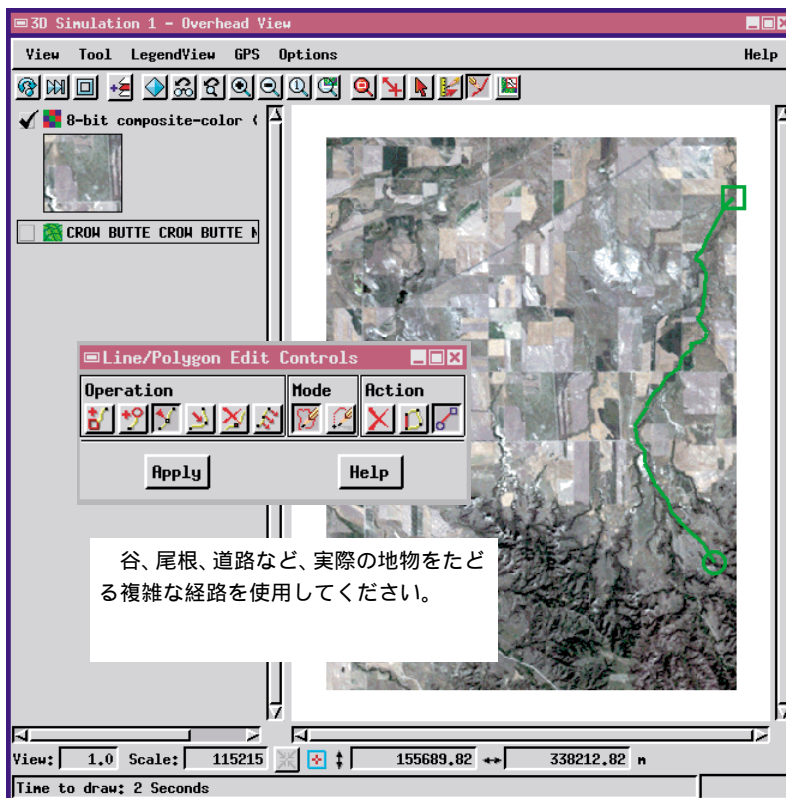 3D Simulation 1 - Overhead View
View Tool LegendView GPS Options Help
8-bit composite-color (
CROW BUTTE CROW BUTTE N
Line/Polygon Edit Controls
Operation Mode Action
Apply Help
谷、尾根、道路など、実際の地物をたど
る複雑な経路を使用してください。
View: 1.0 Scale: 115215 155689.82 338212.82 m
Time to draw: 2 Seconds